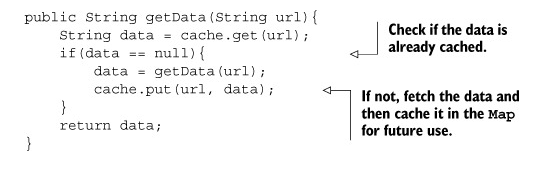 public String getData(String url){
    String data = cache.get(url);
    if(data == null){
        data = getData(url);
        cache.put(url, data);
    }
    return data;
}
Check if the data is
already cached.
If not, fetch the data and
then cache it in the Map
for future use.